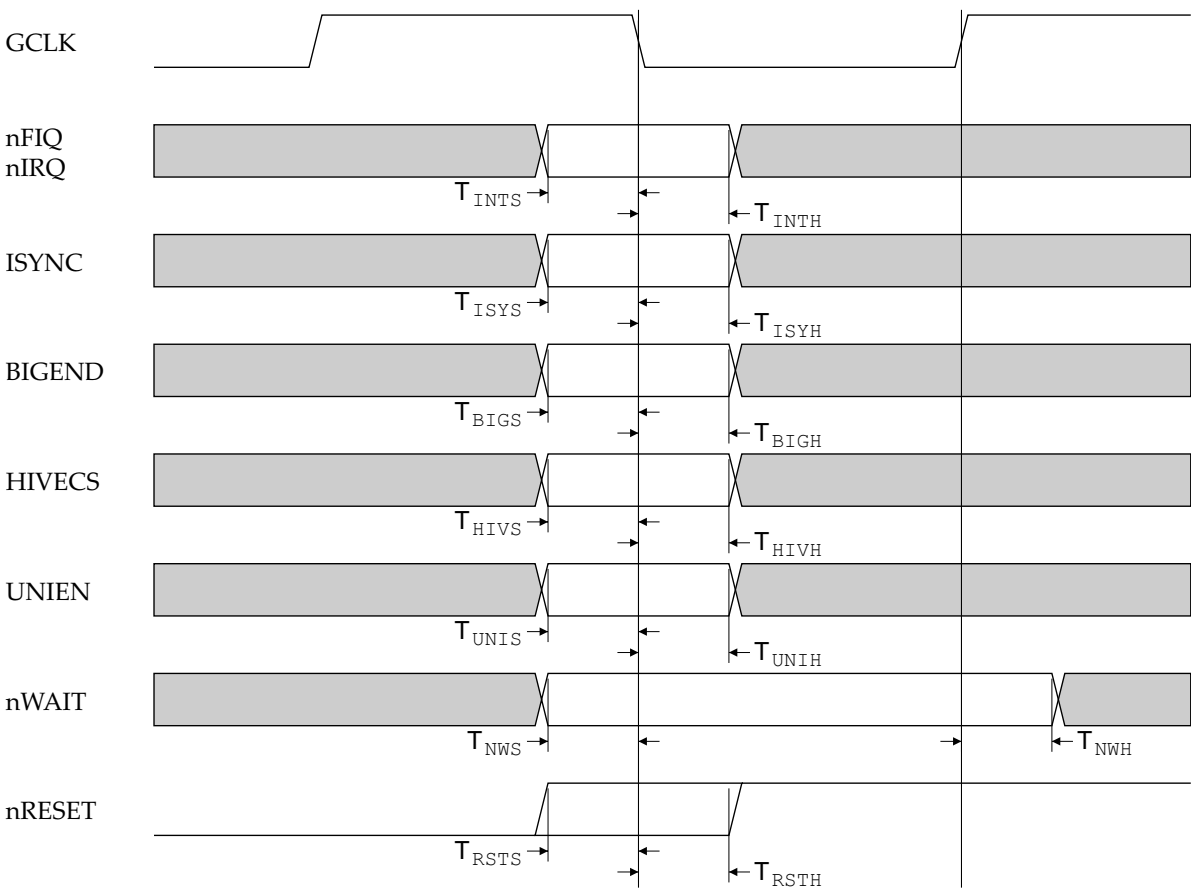 GCLK
nFIQ
nIRQ
TINTS
TINTH
ISYNC
TISYS
TISYH
BIGEND
TBIGS
TBIGH
HIVECS
THIVS
THIVH
UNIEN
TUNIS
TUNIH
nWAIT
TNWS
TNWH
nRESET
TRSTS
TRSTH